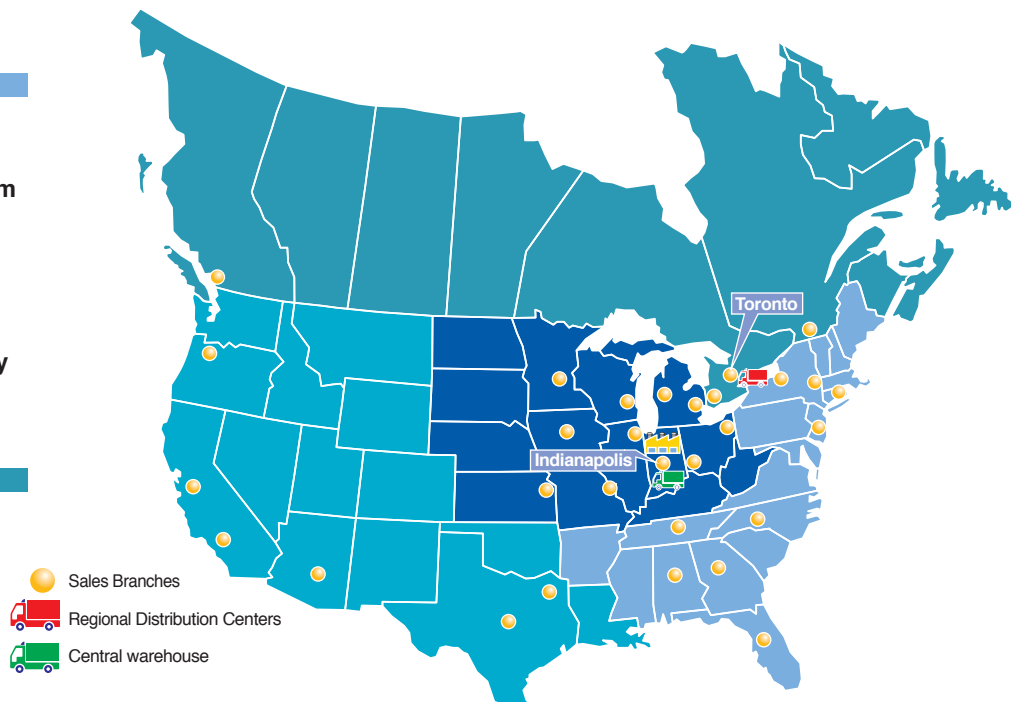 m
y
Toronto
Indianapolis
Sales Branches
Regional Distribution Centers
Central warehouse